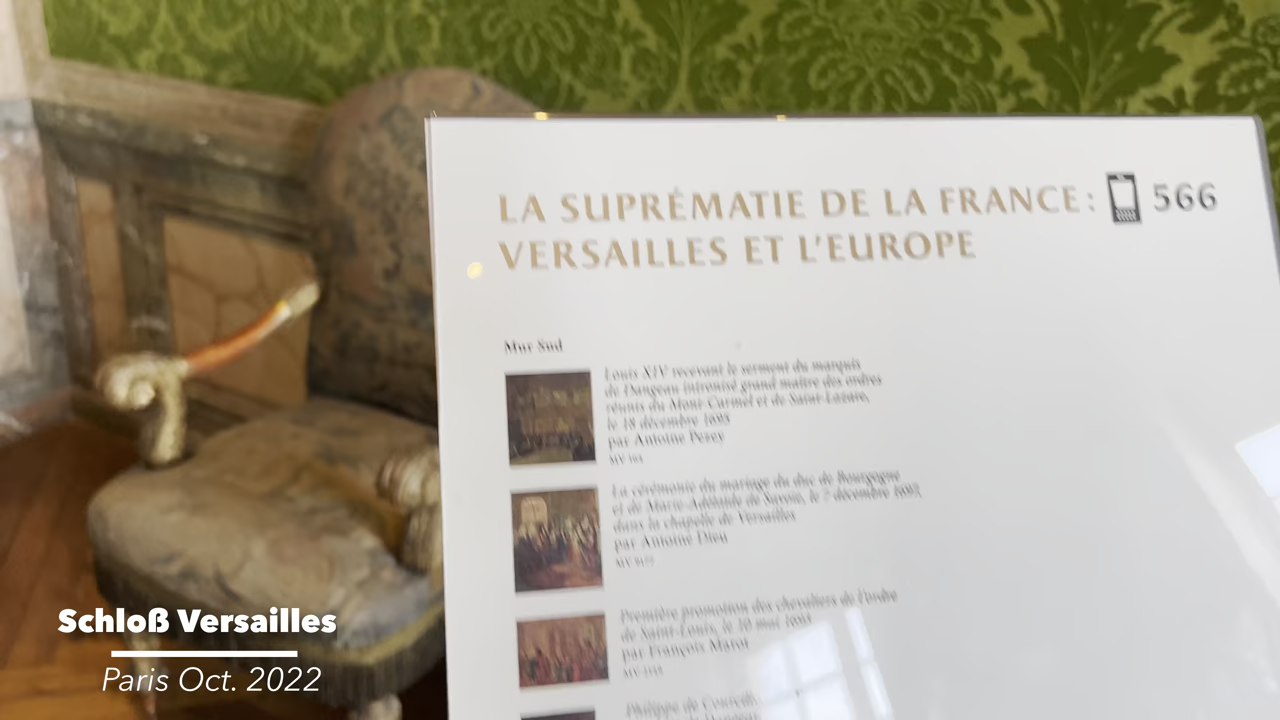 LA SUPRÉMATIE DE LA FRANCE : 566
VERSAILLES ET L'EUROPE
Mur Sud
Louis XIV recevant le serment du marquis
de Dangeau intronisé grand maître des ordres
réunis du Mont-Carmel et de Saint-Lazare,
le 18 décembre 1695
par Antoine Pezey
La cérémonie du mariage du duc de Bourgogne
et de Marie-Adélaïde de Savoie, le 7 décembre 1697,
dans la chapelle de Versailles
par Antoine Dieu
Première promotion des chevaliers de l'ordre
de Saint-Louis, le 10 mai 1693
par François Marot
Philippe de
Schloß Versailles
Paris Oct. 2022